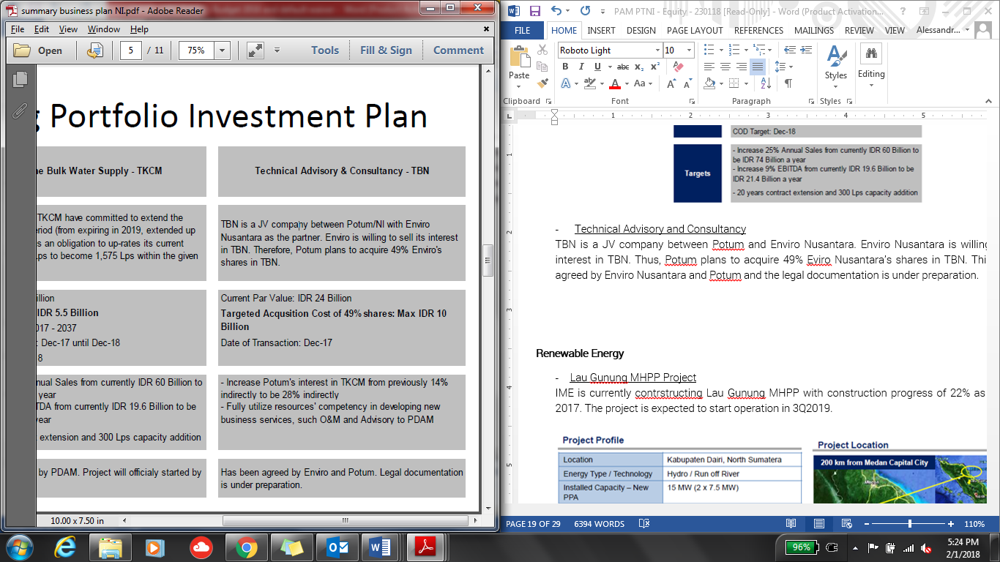 summary business plan NI.pdf - Adobe Reader
File Edit View Window Help
Open 5 / 11 75% Tools Fill & Sign Comment
g Portfolio Investment Plan
ne Bulk Water Supply - TKCM
Technical Advisory & Consultancy - TBN
TKCM have committed to extend the
eriod (from expiring in 2019, extended up
s an obligation to up-rates its current
Lps to become 1,575 Lps within the given
TBN is a JV company between Potum/NI with Enviro
Nusantara as the partner. Enviro is willing to sell its interest
in TBN. Therefore, Potum plans to acquire 49% Enviro's
shares in TBN.
illion
IDR 5.5 Billion
017 - 2037
: Dec-17 until Dec-18
8
Current Par Value: IDR 24 Billion
Targeted Acqusition Cost of 49% shares: Max IDR 10
Billion
Date of Transaction: Dec-17
nual Sales from currently IDR 60 Billion to
year
TDA from currently IDR 19.6 Billion to be
year
extension and 300 Lps capacity addition
- Increase Potum's interest in TKCM from previously 14%
indirectly to be 28% indirectly
- Fully utilize resources' competency in developing new
business services, such O&M and Advisory to PDAM
by PDAM. Project will officialy started by
Has been agreed by Enviro and Potum. Legal documentation
is under preparation.
10.00 x 7.50 in
PAM PTNI - Equity - 230118 [Read-Only] - Word (Product Activation...
FILE HOME INSERT DESIGN PAGE LAYOUT REFERENCES MAILINGS REVIEW VIEW Alessandr...
Roboto Light 10
Paste
Styles
Editing
Clipboard Font Paragraph Styles
1 2 3 4 5
COD Target: Dec-18
Targets
- Increase 25% Annual Sales from currently IDR 60 Billion to
be IDR 74 Billion a year
- Increase 9% EBITDA from currently IDR 19.6 Billion to be
IDR 21.4 Billion a year
- 20 years contract extension and 300 Lps capacity addition
- Technical Advisory and Consultancy
TBN is a JV company between Potum and Enviro Nusantara. Enviro Nusantara is willing
interest in TBN. Thus, Potum plans to acquire 49% Eviro Nusantara's shares in TBN. Thi
agreed by Enviro Nusantara and Potum and the legal documentation is under preparation.
Renewable Energy
- Lau Gunung MHPP Project
IME is currently contrstructing Lau Gunung MHPP with construction progress of 22% as
2017. The project is expected to start operation in 3Q2019.
Project Profile
Location Kabupaten Dairi, North Sumatera
Energy Type / Technology Hydro / Run off River
Installed Capacity – New
PPA
15 MW (2 x 7.5 MW)
Project Location
200 km from Medan Capital City
Medan
PAGE 19 OF 29 6394 WORDS 110%
96%
5:24 PM
2/1/2018